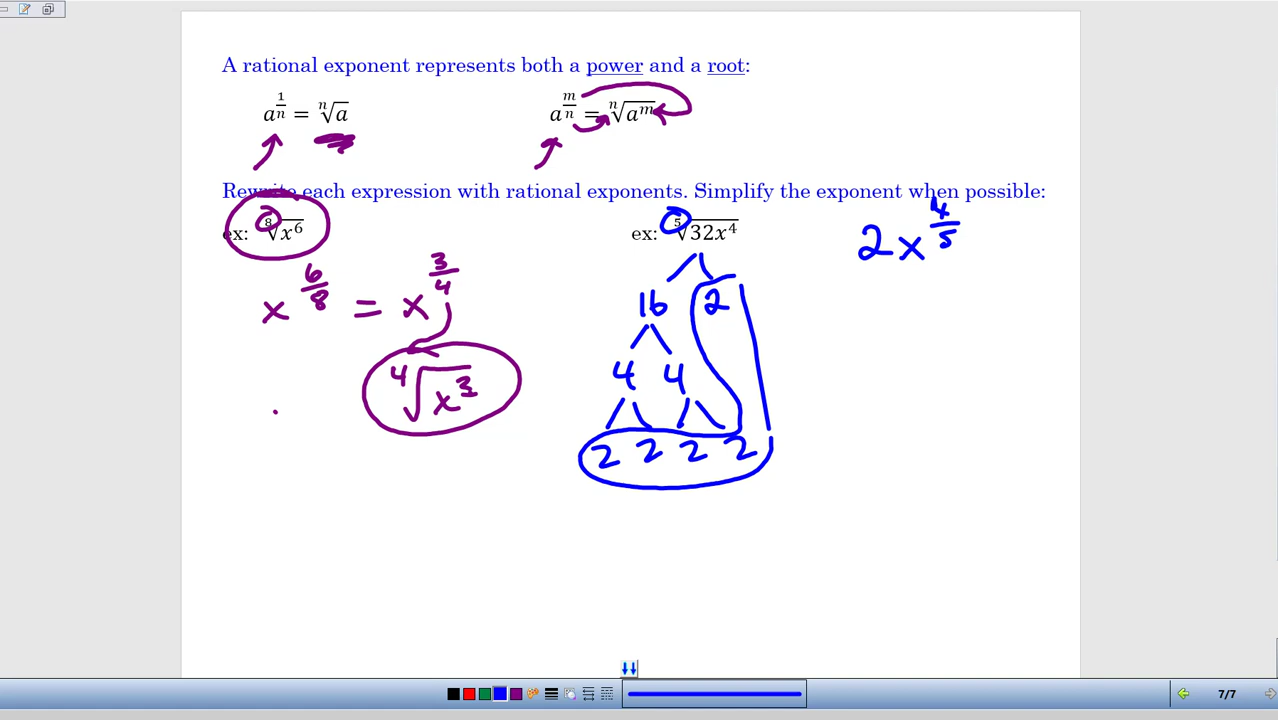 A rational exponent represents both a power and a root:
a^(1/n) = ⁿ√a    a^(m/n) = ⁿ√(a^m)
Rewrite each expression with rational exponents. Simplify the exponent when possible:
ex: ⁸√(x⁶)    ex: ⁵√(32x⁴)    2x^(4/5)
x^(6/8) = x^(3/4)    16 2
⁴√(x³)    4 4
2 2 2 2
7/7